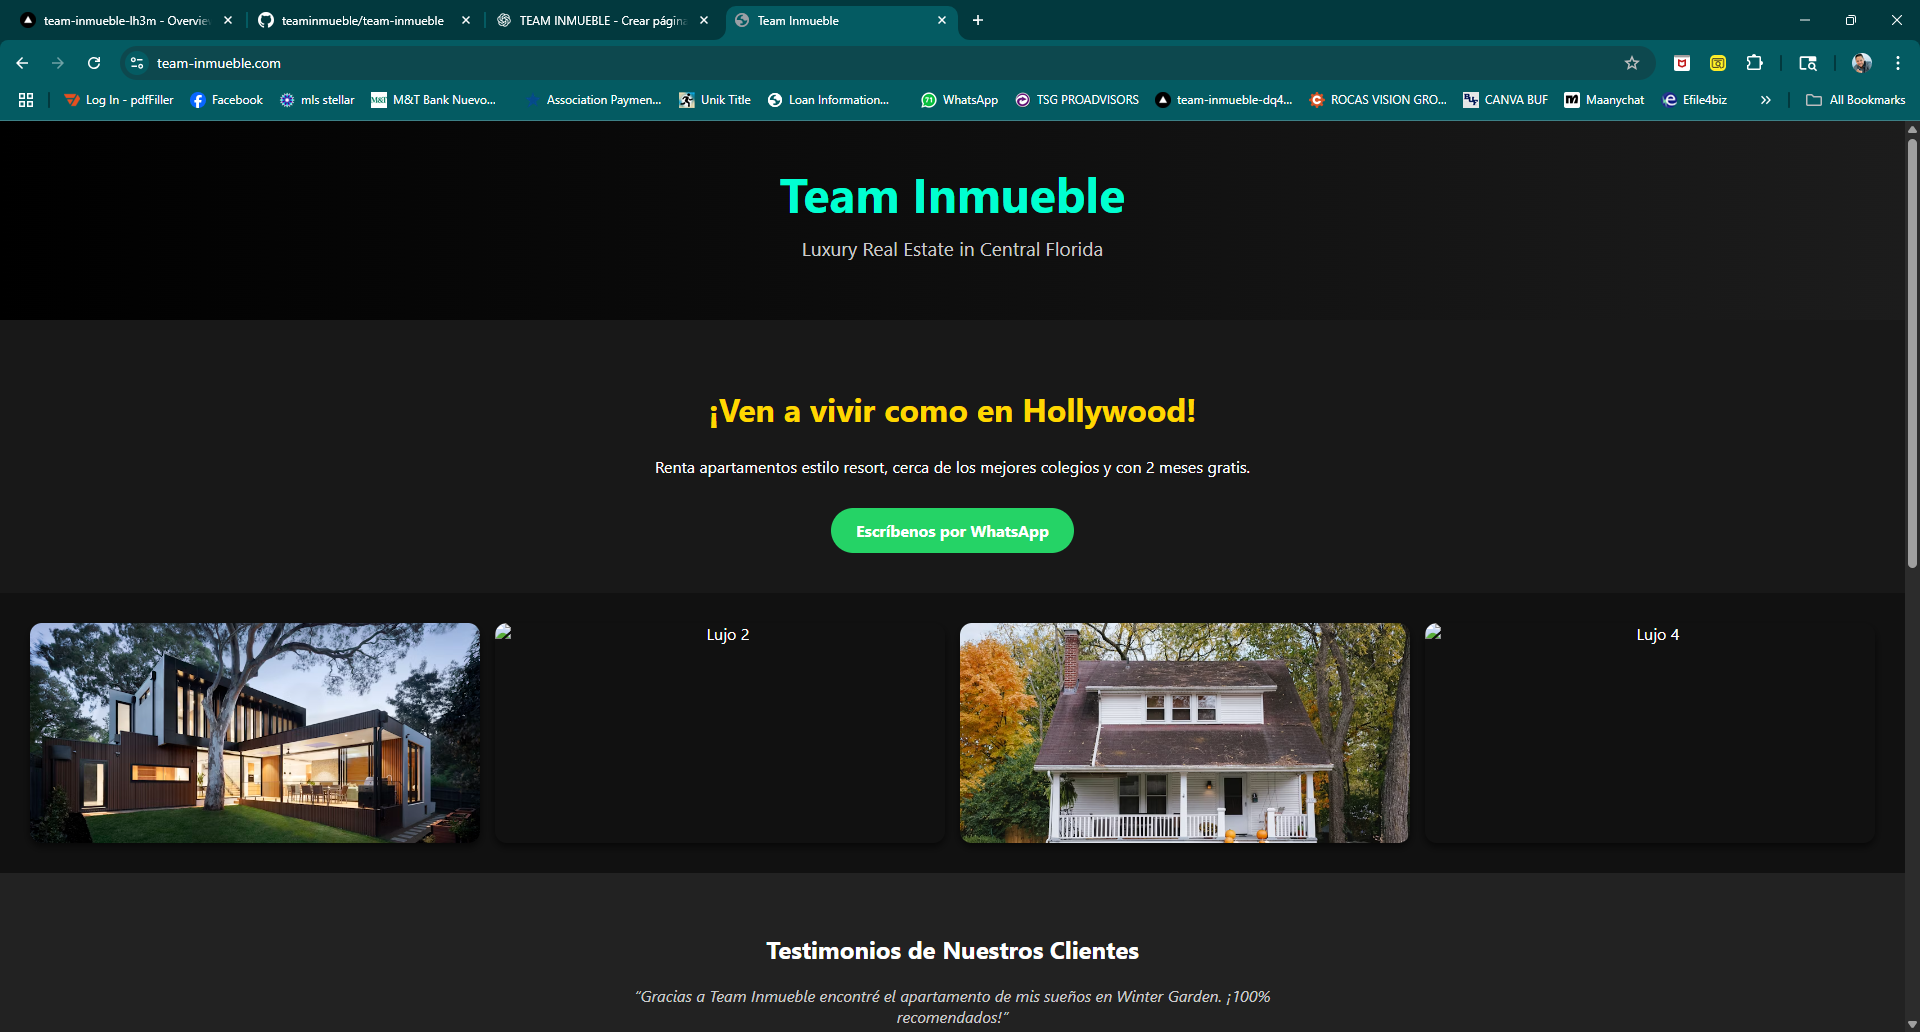 team-inmueble-lh3m - Overvie
teaminmueble/team-inmueble
TEAM INMUEBLE - Crear página
Team Inmueble
team-inmueble.com
Log In - pdfFiller
Facebook
mls stellar
M&T Bank Nuevo...
Association Paymen...
Unik Title
Loan Information...
WhatsApp
TSG PROADVISORS
team-inmueble-dq4...
ROCAS VISION GRO...
CANVA BUF
Maanychat
Efile4biz
All Bookmarks
Team Inmueble
Luxury Real Estate in Central Florida
¡Ven a vivir como en Hollywood!
Renta apartamentos estilo resort, cerca de los mejores colegios y con 2 meses gratis.
Escríbenos por WhatsApp
Lujo 2
Lujo 4
Testimonios de Nuestros Clientes
“Gracias a Team Inmueble encontré el apartamento de mis sueños en Winter Garden. ¡100%
recomendados!”